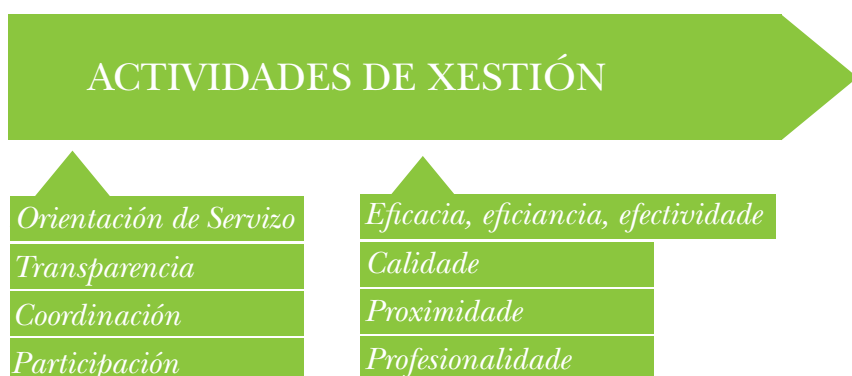 ACTIVIDADES DE XESTIÓN
Orientación de Servizo
Transparencia
Coordinación
Participación
Eficacia, eficiancia, efectividade
Calidade
Proximidade
Profesionalidade